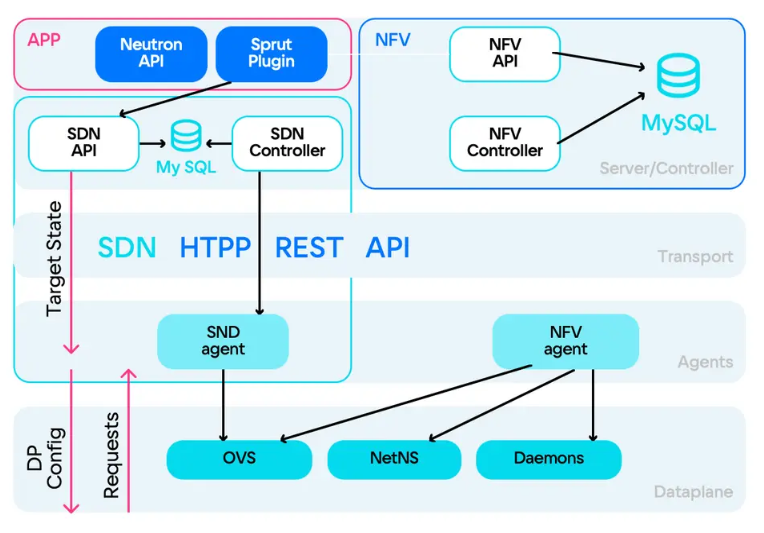 APP
Neutron
API
Sprut
Plugin
NFV
NFV
API
MySQL
SDN
API
My SQL
SDN
Controller
NFV
Controller
Server/Controller
Target State
SDN HTPP REST API
Transport
SND
agent
NFV
agent
Agents
DP
Config
Requests
OVS
NetNS
Daemons
Dataplane